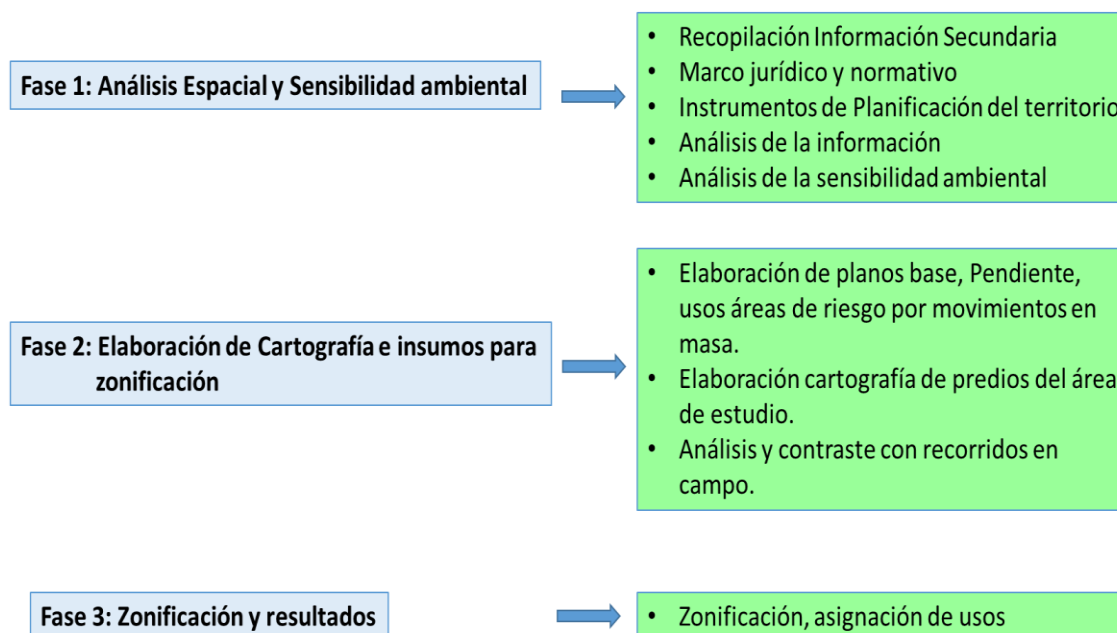 Fase 1: Análisis Espacial y Sensibilidad ambiental
• Recopilación Información Secundaria
• Marco jurídico y normativo
• Instrumentos de Planificación del territorio
• Análisis de la información
• Análisis de la sensibilidad ambiental
Fase 2: Elaboración de Cartografía e insumos para
zonificación
• Elaboración de planos base, Pendiente,
usos áreas de riesgo por movimientos en
masa.
• Elaboración cartografía de predios del área
de estudio.
• Análisis y contraste con recorridos en
campo.
Fase 3: Zonificación y resultados
• Zonificación, asignación de usos